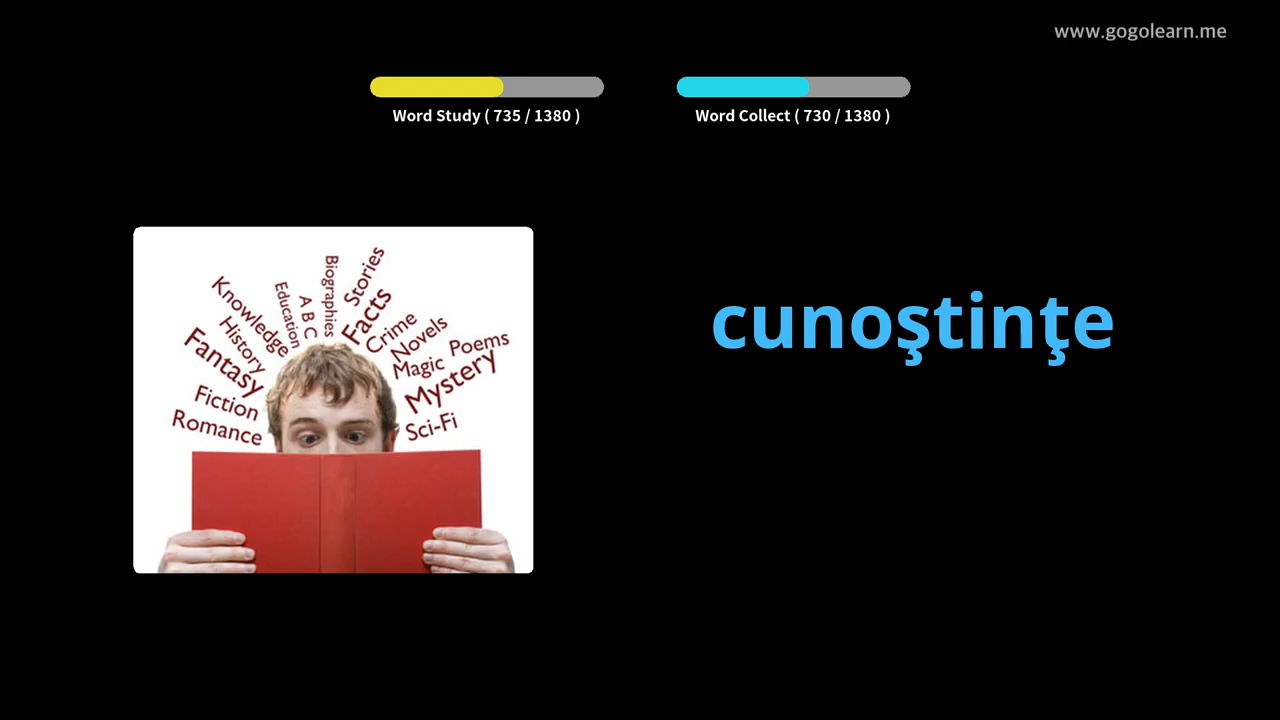 www.gogolearn.me
Word Study ( 735 / 1380 )
Word Collect ( 730 / 1380 )
cunoştinţe
Stories
Biographies
Facts
A B C
Education
Knowledge
Crime
History
Novels
Poems
Fantasy
Magic
Mystery
Fiction
Sci-Fi
Romance